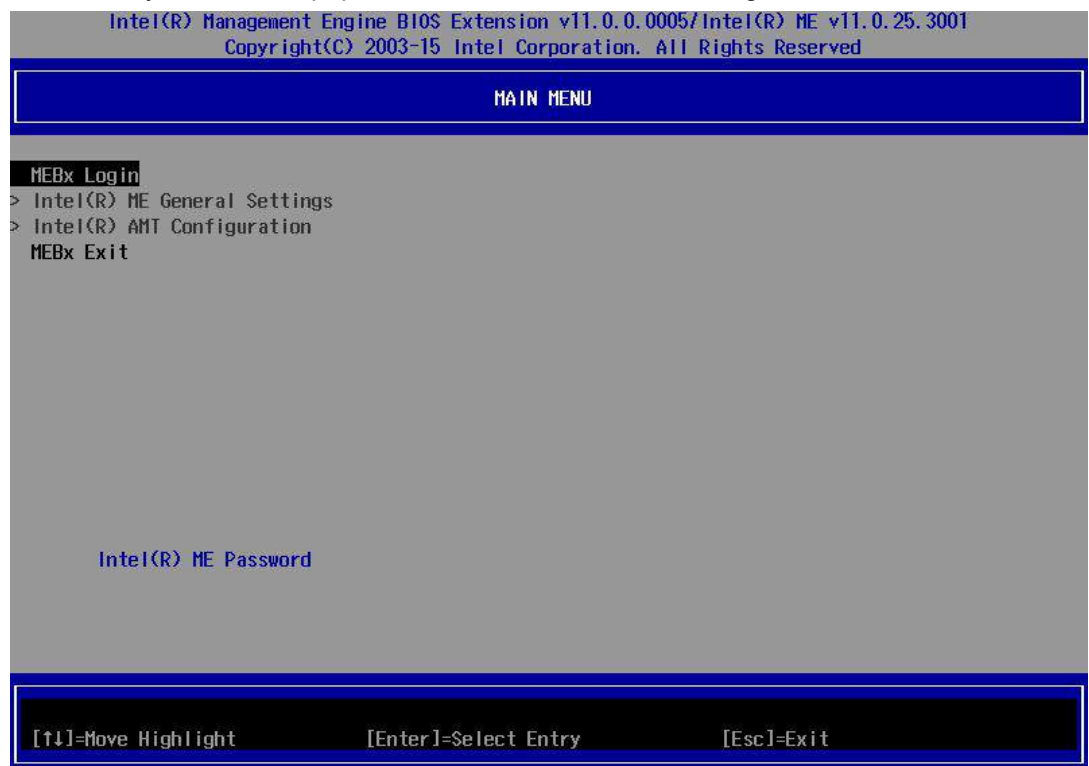 Intel(R) Management Engine BIOS Extension v11.0.0.0005/Intel(R) ME v11.0.25.3001
Copyright(C) 2003-15 Intel Corporation. All Rights Reserved
MAIN MENU
MEBx Login
> Intel(R) ME General Settings
> Intel(R) AMT Configuration
MEBx Exit
Intel(R) ME Password
[↑↓]=Move Highlight [Enter]=Select Entry [Esc]=Exit